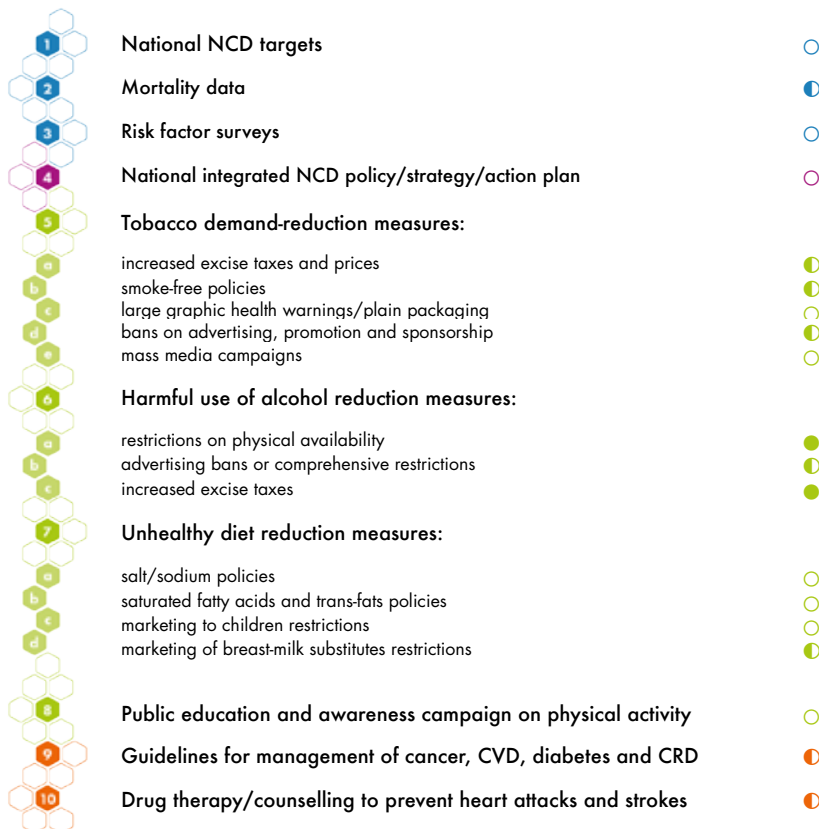 1 National NCD targets
2 Mortality data
3 Risk factor surveys
4 National integrated NCD policy/strategy/action plan
5 Tobacco demand-reduction measures:
a increased excise taxes and prices
b smoke-free policies
c large graphic health warnings/plain packaging
d bans on advertising, promotion and sponsorship
e mass media campaigns
6 Harmful use of alcohol reduction measures:
a restrictions on physical availability
b advertising bans or comprehensive restrictions
c increased excise taxes
7 Unhealthy diet reduction measures:
a salt/sodium policies
b saturated fatty acids and trans-fats policies
c marketing to children restrictions
d marketing of breast-milk substitutes restrictions
8 Public education and awareness campaign on physical activity
9 Guidelines for management of cancer, CVD, diabetes and CRD
10 Drug therapy/counselling to prevent heart attacks and strokes